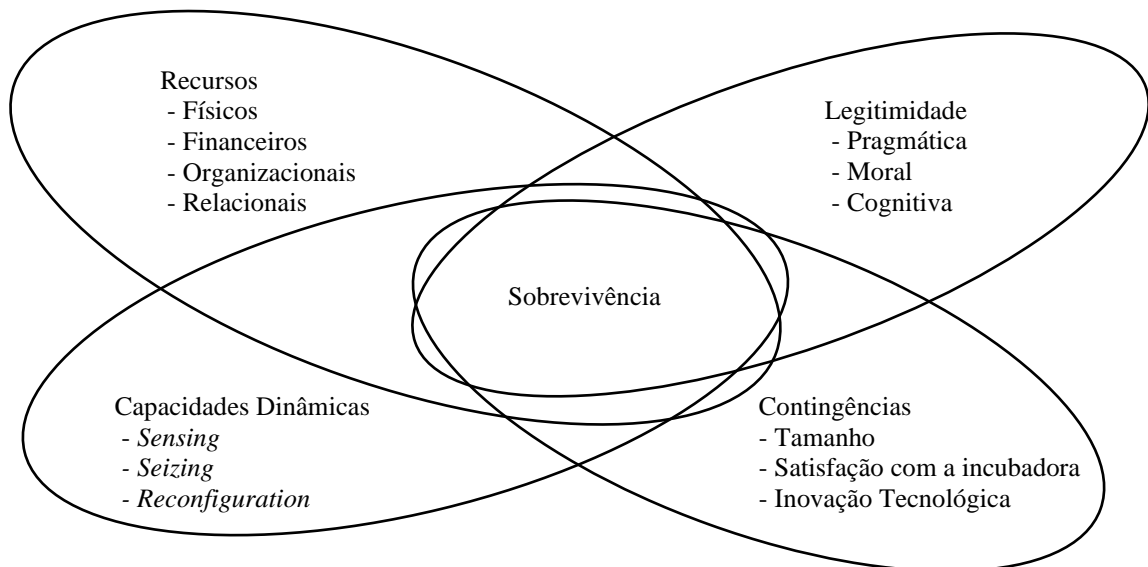 Recursos
- Físicos
- Financeiros
- Organizacionais
- Relacionais
Legitimidade
- Pragmática
- Moral
- Cognitiva
Sobrevivência
Capacidades Dinâmicas
- Sensing
- Seizing
- Reconfiguration
Contingências
- Tamanho
- Satisfação com a incubadora
- Inovação Tecnológica